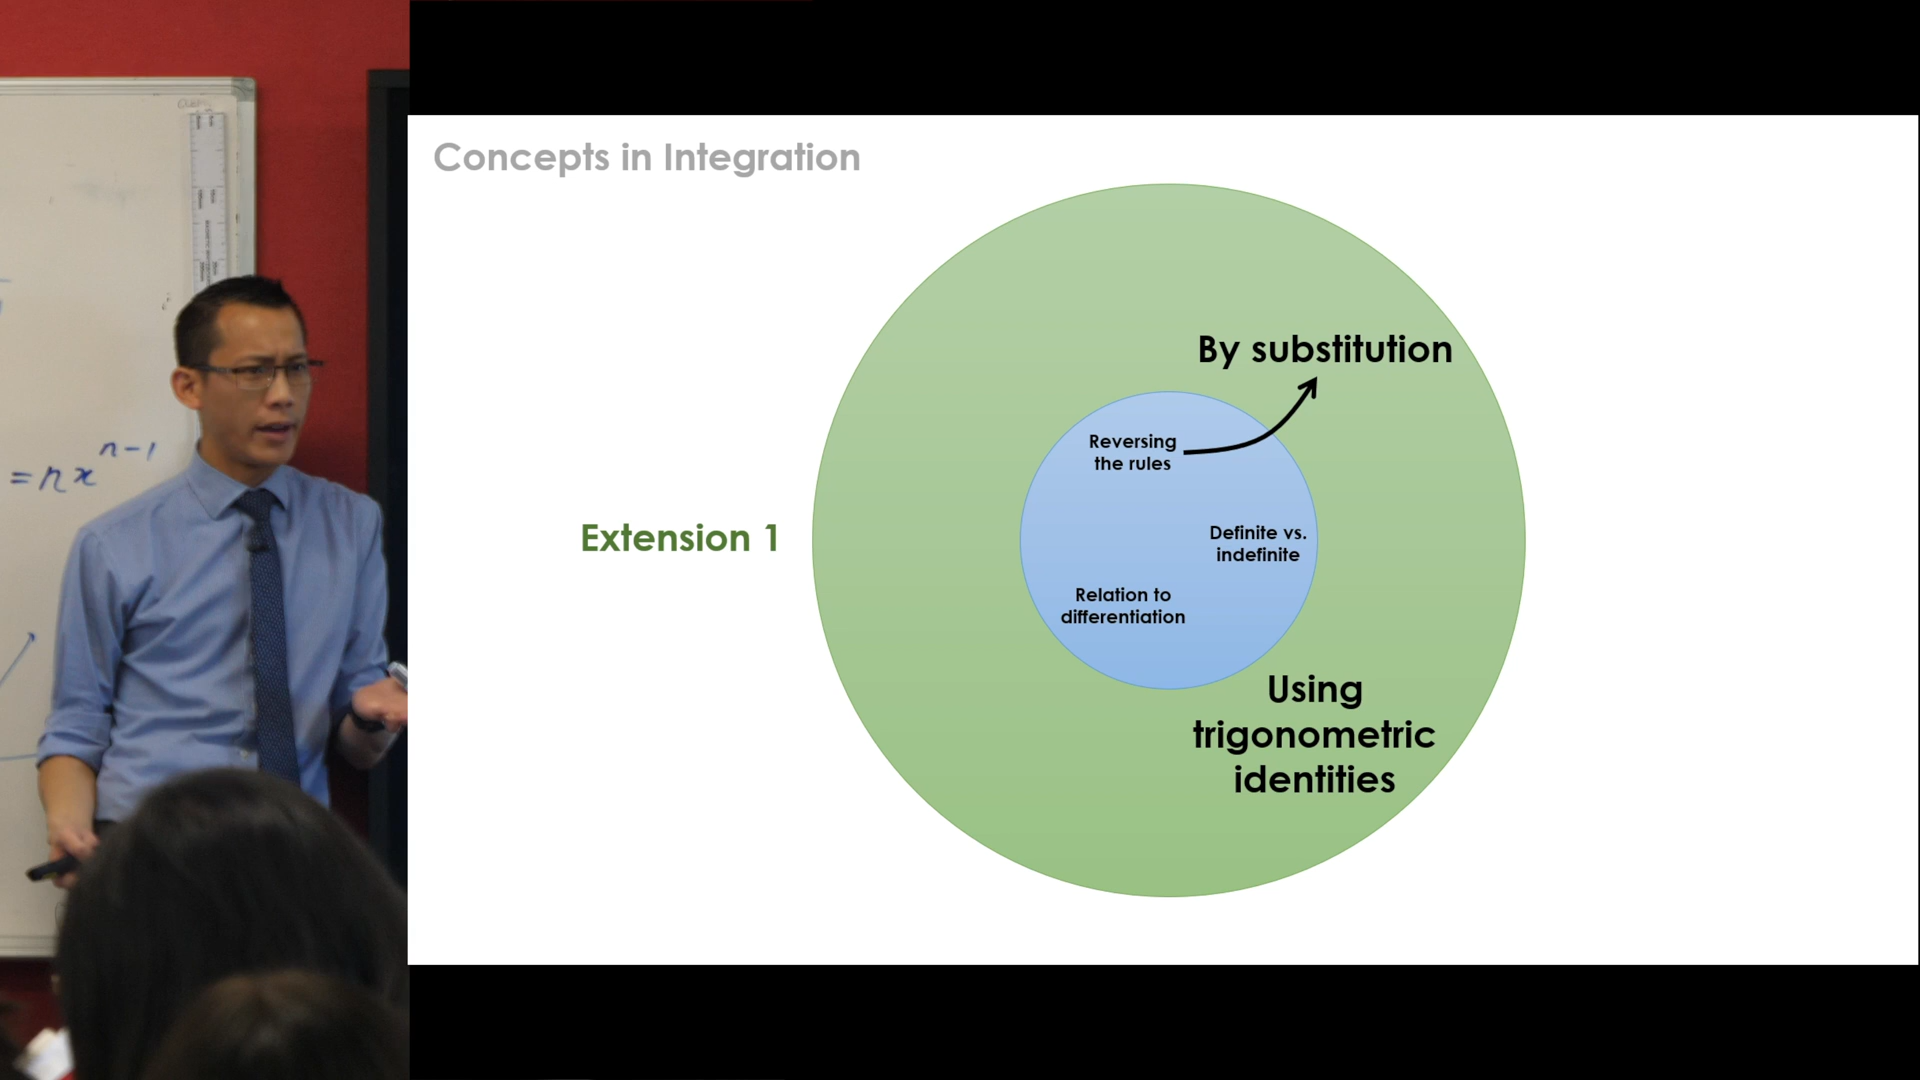 = nx^{n-1}
Concepts in Integration
By substitution
Reversing
the rules
Extension 1
Definite vs.
indefinite
Relation to
differentiation
Using
trigonometric
identities